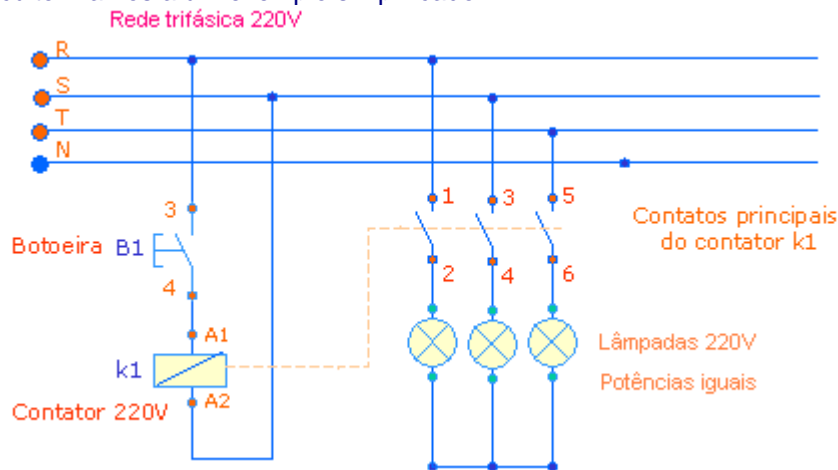 Rede trifásica 220V
R
S
T
N
3
1
3
5
Contatos principais
do contator k1
Botoeira B1
4
2
4
6
A1
Lâmpadas 220V
k1
Potências iguais
A2
Contator 220V